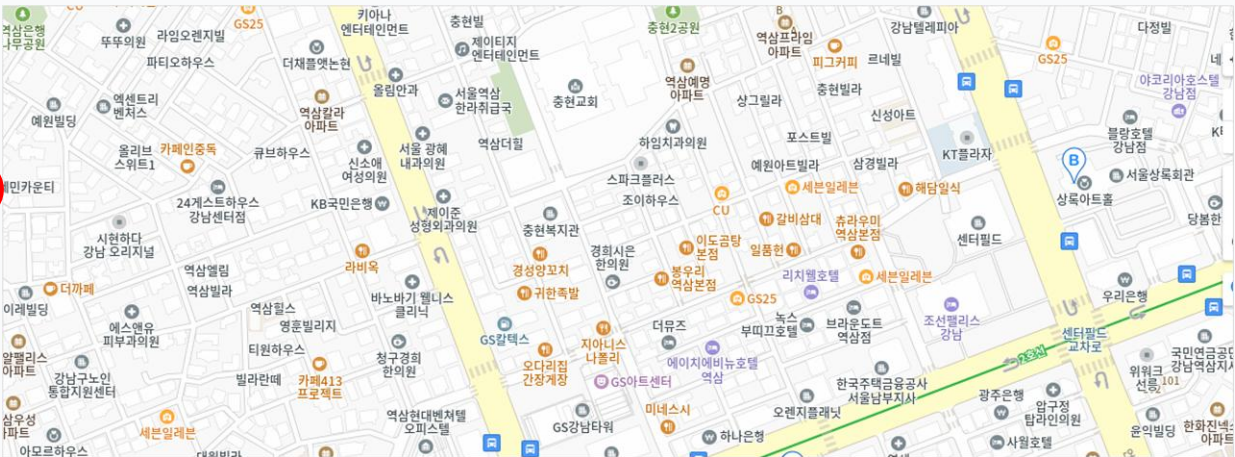 역삼은행
나무공원
CU
GS25
뚜뚜의원
라임오렌지빌
파티오하우스
더채플앳논현
키아나
엔터테인먼트
충현빌
제이티지
엔터테인먼트
충현2공원
B
역삼프라임
아파트
피그커피
르네빌
강남텔레피아
GS25
다정빌
네
야코리아호스텔
강남점
올림안과
서울역삼
한라취급국
충현교회
역삼예명
아파트
상그릴라
충현빌라
신성아트
블랑호텔
강남점
엑센트리
벤처스
예원빌딩
역삼칼라
아파트
올리브
스위트1
카페인중독
큐브하우스
신소애
여성의원
서울 광혜
내과의원
역삼더힐
하임치과의원
포스트빌
KT플라자
B
스파크플러스
예원아트빌라
삼경빌라
상록아트홀
서울상록회관
테민카운티
24게스트하우스
강남센터점
KB국민은행
제이준
성형외과의원
조이하우스
CU
세븐일레븐
해담일식
당봄한
시현하다
강남 오리지널
충현복지관
경희시은
한의원
이도곰탕
본점
갈비삼대
일품헌
츄라우미
역삼본점
센터필드
라비옥
경성양꼬치
역삼엘림
봉우리
역삼본점
리치웰호텔
세븐일레븐
우리은행
더까페
역삼빌라
이레빌딩
바노바기 웰니스
클리닉
귀한족발
GS25
역삼힐스
에스앤유
피부과의원
영훈빌리지
GS칼텍스
지아니스
나폴리
더뮤즈
녹스
부띠끄호텔
브라운도트
역삼점
조선팰리스
강남
센터필드
교차로
티원하우스
청구경희
한의원
오다리집
간장게장
에이치에비뉴호텔
역삼
2호선
얄팰리스
아파트
강남구노인
통합지원센터
빌라란떼
카페413
프로젝트
GS아트센터
한국주택금융공사
서울남부지사
위워크
선릉
101
국민연금공단
강남역삼지사
삼우성
아파트
세븐일레븐
역삼현대벤쳐텔
오피스텔
GS강남타워
미네스시
오렌지플래닛
광주은행
압구정
탑라인의원
하나은행
사월호텔
윤익빌딩
한화진넥스
아파트
아모르하우스
대원빌라